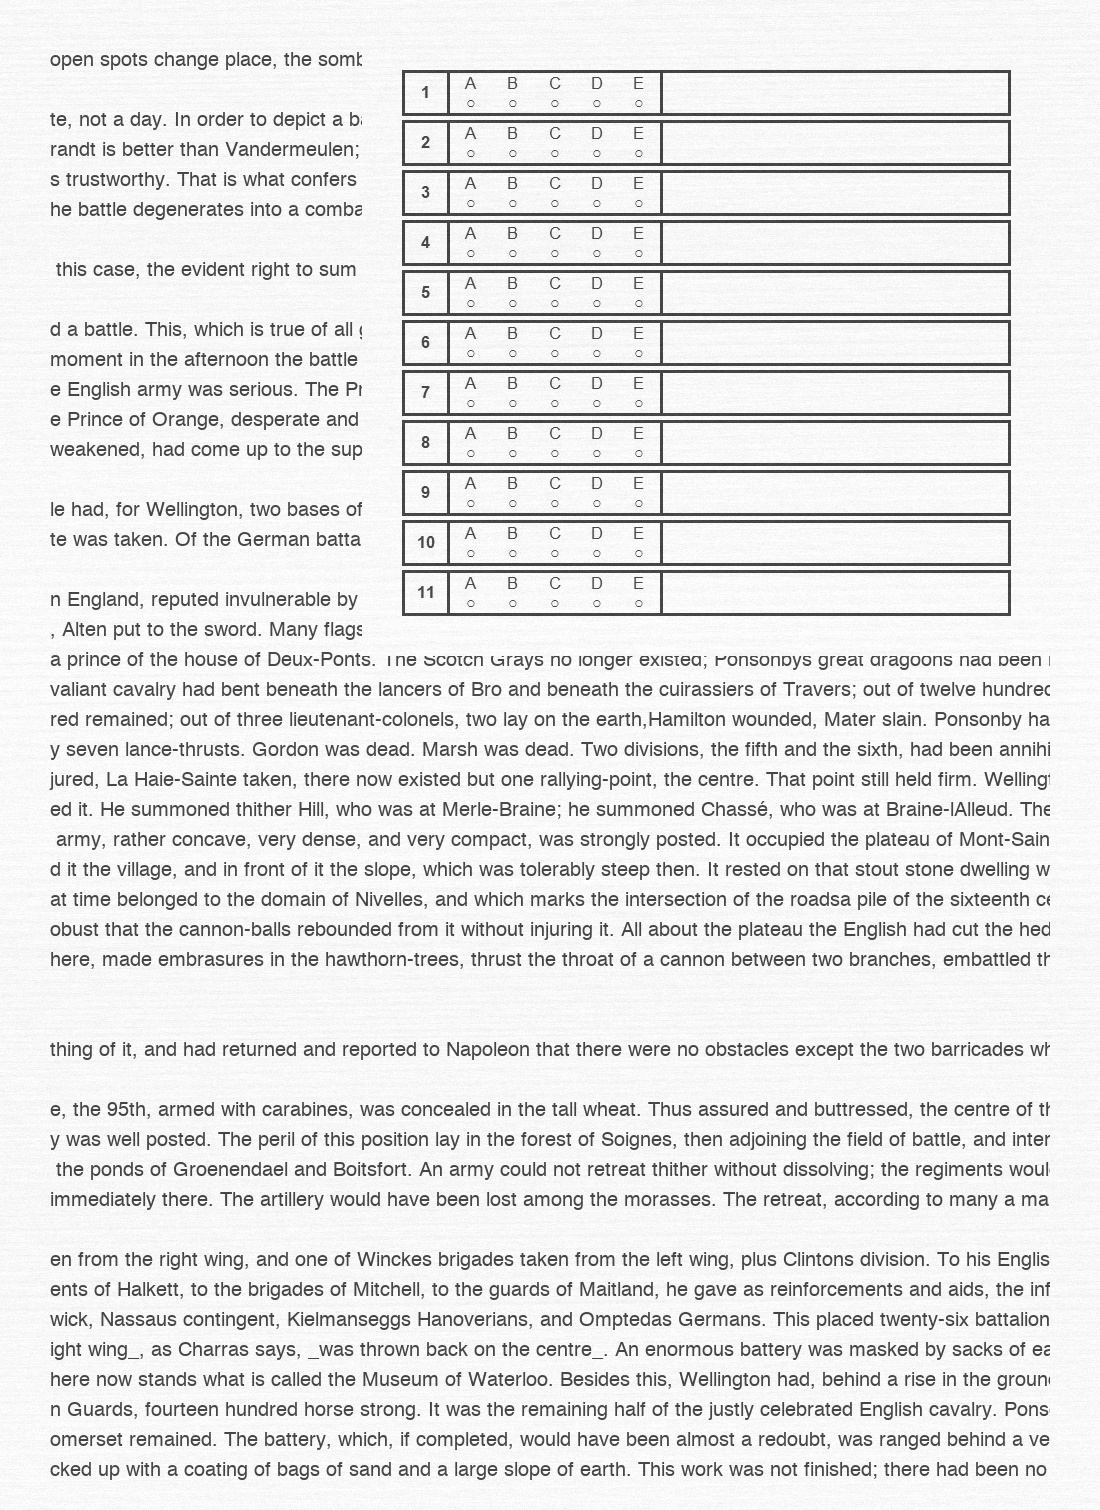 open spots change place, the
te, not a day. In order to depict a
randt is better than Vandermeulen;
s trustworthy. That is what confers
he battle degenerates into a
this case, the evident right to sum
d a battle. This, which is true of all
moment in the afternoon the battle
e English army was serious. The
e Prince of Orange, desperate and
weakened, had come up to the sup
le had, for Wellington, two bases of
te was taken. Of the German batta
n England, reputed invulnerable by
, Alten put to the sword. Many flags
1 A B C D E
2 A B C D E
3 A B C D E
4 A B C D E
5 A B C D E
6 A B C D E
7 A B C D E
8 A B C D E
9 A B C D E
10 A B C D E
11 A B C D E
a prince of the house of Deux-Ponts. The Scotch Grays no longer existed; Ponsonbys great dragoons had been
valiant cavalry had bent beneath the lancers of Bro and beneath the cuirassiers of Travers; out of twelve hundred
red remained; out of three lieutenant-colonels, two lay on the earth,Hamilton wounded, Mater slain. Ponsonby ha
y seven lance-thrusts. Gordon was dead. Marsh was dead. Two divisions, the fifth and the sixth, had been annihi
jured, La Haie-Sainte taken, there now existed but one rallying-point, the centre. That point still held firm. Wellingt
ed it. He summoned thither Hill, who was at Merle-Braine; he summoned Chassé, who was at Braine-lAlleud. The
army, rather concave, very dense, and very compact, was strongly posted. It occupied the plateau of Mont-Sain
d it the village, and in front of it the slope, which was tolerably steep then. It rested on that stout stone dwelling w
at time belonged to the domain of Nivelles, and which marks the intersection of the roadsa pile of the sixteenth ce
obust that the cannon-balls rebounded from it without injuring it. All about the plateau the English had cut the hed
here, made embrasures in the hawthorn-trees, thrust the throat of a cannon between two branches, embattled th
thing of it, and had returned and reported to Napoleon that there were no obstacles except the two barricades wh
e, the 95th, armed with carabines, was concealed in the tall wheat. Thus assured and buttressed, the centre of th
y was well posted. The peril of this position lay in the forest of Soignes, then adjoining the field of battle, and inter
the ponds of Groenendael and Boitsfort. An army could not retreat thither without dissolving; the regiments woul
immediately there. The artillery would have been lost among the morasses. The retreat, according to many a ma
en from the right wing, and one of Winckes brigades taken from the left wing, plus Clintons division. To his Englis
ents of Halkett, to the brigades of Mitchell, to the guards of Maitland, he gave as reinforcements and aids, the inf
wick, Nassaus contingent, Kielmanseggs Hanoverians, and Omptedas Germans. This placed twenty-six battalion
ight wing_, as Charras says, _was thrown back on the centre_. An enormous battery was masked by sacks of ea
here now stands what is called the Museum of Waterloo. Besides this, Wellington had, behind a rise in the groun
n Guards, fourteen hundred horse strong. It was the remaining half of the justly celebrated English cavalry. Pons
omerset remained. The battery, which, if completed, would have been almost a redoubt, was ranged behind a ve
cked up with a coating of bags of sand and a large slope of earth. This work was not finished; there had been no